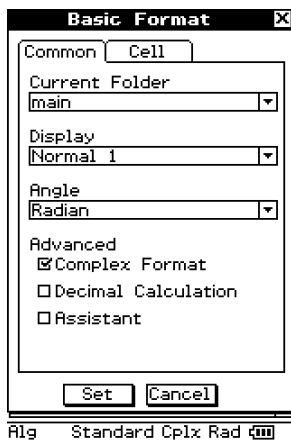 Basic Format X
Common Cell
Current Folder
main
Display
Normal 1
Angle
Radian
Advanced
Complex Format
Decimal Calculation
Assistant
Set Cancel
Alg Standard Cplx Rad